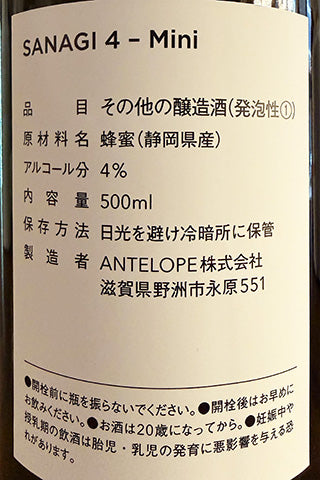 SANAGI 4 – Mini
品目 その他の醸造酒(発泡性①)
原材料名 蜂蜜(静岡県産)
アルコール分 4%
内容量 500ml
保存方法 日光を避け冷暗所に保管
製造者 ANTELOPE株式会社
滋賀県野洲市永原551
●開栓前に瓶を振らないでください。●開栓後はお早めに
お飲みください。●お酒は20歳になってから。●妊娠中や
授乳期の飲酒は胎児・乳児の発育に悪影響を与える恐
れがあります。